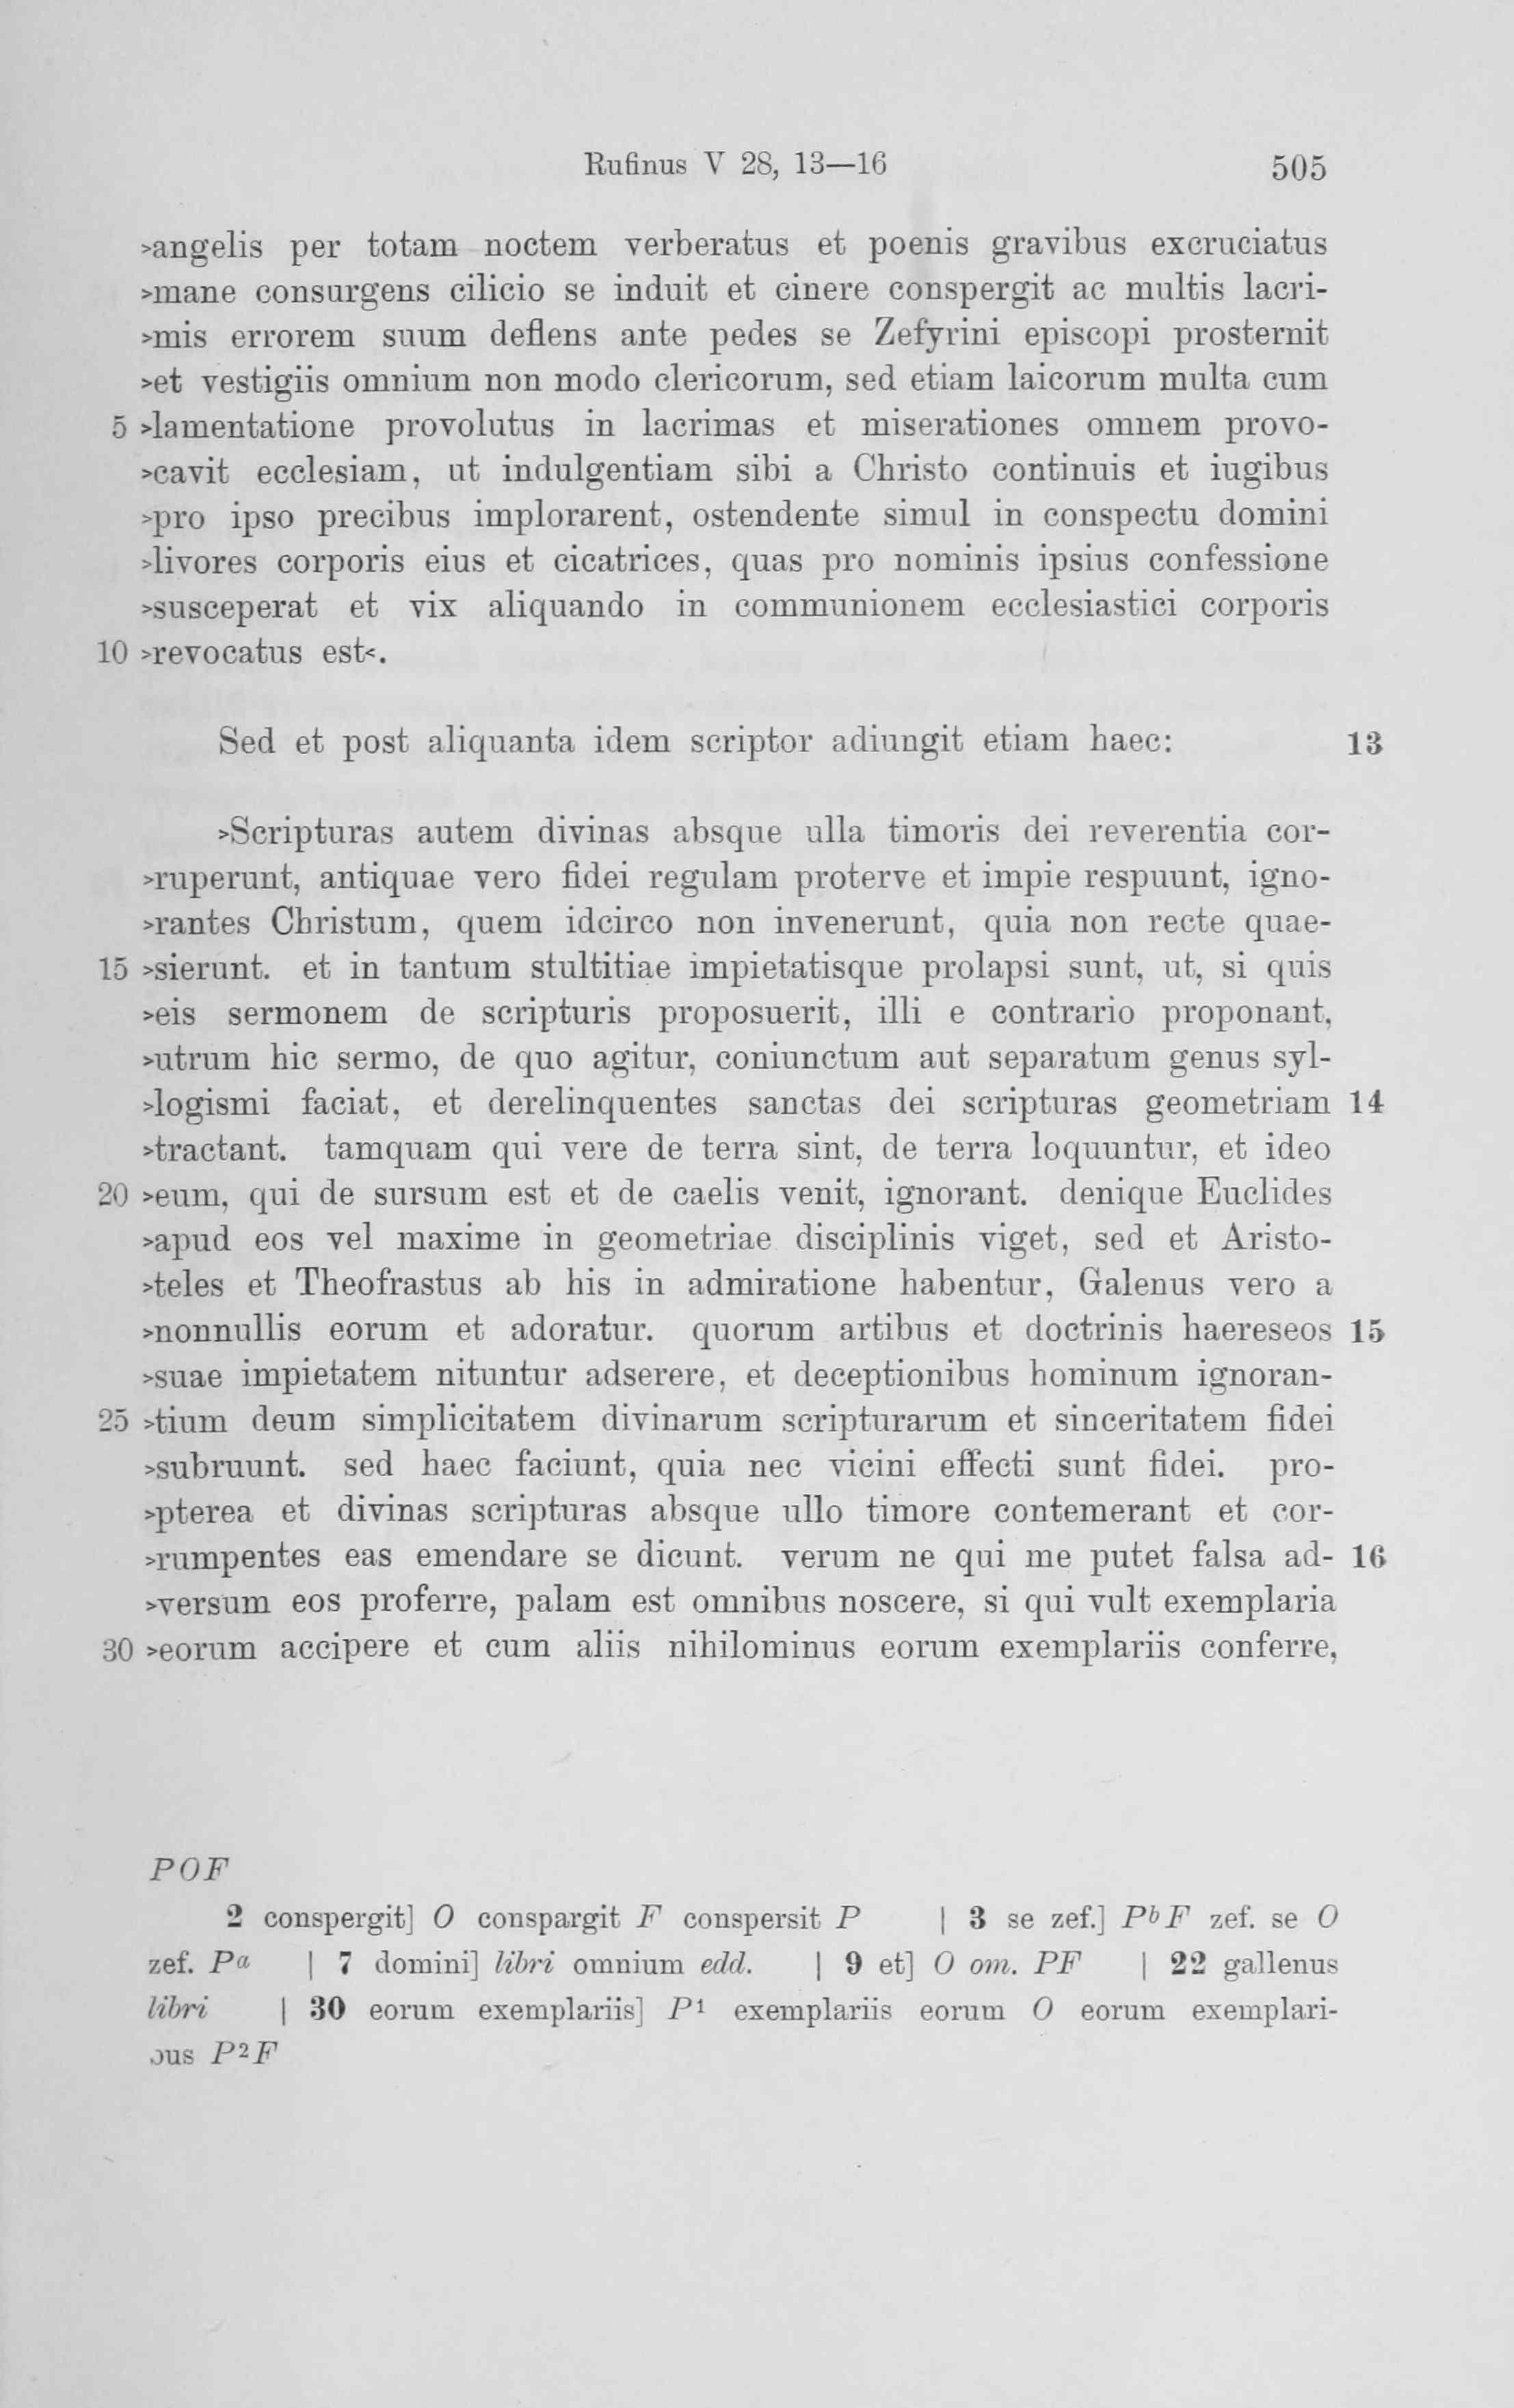 Rufinus V 28, 13—16 505
>angelis per totam noctem verberatus et poenis gravibus excruciatus
>mane consurgens cilicio se induit et cinere conspergit ac multis lacri-
>mis errorem suum deflens ante pedes se Zefyrini episcopi prosternit
>et vestigiis omnium non modo clericorum, sed etiam laicorum multa cum
5 >lamentatione provolutus in lacrimas et miserationes omnem provo-
>cavit ecclesiam, ut indulgentiam sibi a Christo continuis et iugibus
>pro ipso precibus implorarent, ostendente simul in conspectu domini
>livores corporis eius et cicatrices, quas pro nominis ipsius confessione
>susceperat et vix aliquando in communionem ecclesiastici corporis
10 >revocatus est<.
Sed et post aliquanta idem scriptor adiungit etiam haec: 13
>Scripturas autem divinas absque ulla timoris dei reverentia cor-
>ruperunt, antiquae vero fidei regulam proterve et impie respuunt, igno-
>rantes Christum, quem idcirco non invenerunt, quia non recte quae-
15 >sierunt. et in tantum stultitiae impietatisque prolapsi sunt, ut, si quis
>eis sermonem de scripturis proposuerit, illi e contrario proponant,
>utrum hic sermo, de quo agitur, coniunctum aut separatum genus syl-
>logismi faciat, et derelinquentes sanctas dei scripturas geometriam 14
>tractant. tamquam qui vere de terra sint, de terra loquuntur, et ideo
20 >eum, qui de sursum est et de caelis venit, ignorant. denique Euclides
>apud eos vel maxime in geometriae disciplinis viget, sed et Aristo-
>teles et Theofrastus ab his in admiratione habentur, Galenus vero a
>nonnullis eorum et adoratur. quorum artibus et doctrinis haereseos 15
>suae impietatem nituntur adserere, et deceptionibus hominum ignoran-
25 >tium deum simplicitatem divinarum scripturarum et sinceritatem fidei
>subruunt. sed haec faciunt, quia nec vicini effecti sunt fidei. pro-
>pterea et divinas scripturas absque ullo timore contemerant et cor-
>rumpentes eas emendare se dicunt. verum ne qui me putet falsa ad- 16
>versum eos proferre, palam est omnibus noscere, si qui vult exemplaria
30 >eorum accipere et cum aliis nihilominus eorum exemplariis conferre,
POF
2 conspergit] O conspargit F conspersit P | 3 se zef.] Pb F zef. se O
zef. Pa | 7 domini] libri omnium edd. | 9 et] O om. PF | 22 gallenus
libri | 30 eorum exemplariis] P1 exemplariis eorum O eorum exemplari-
bus P2F